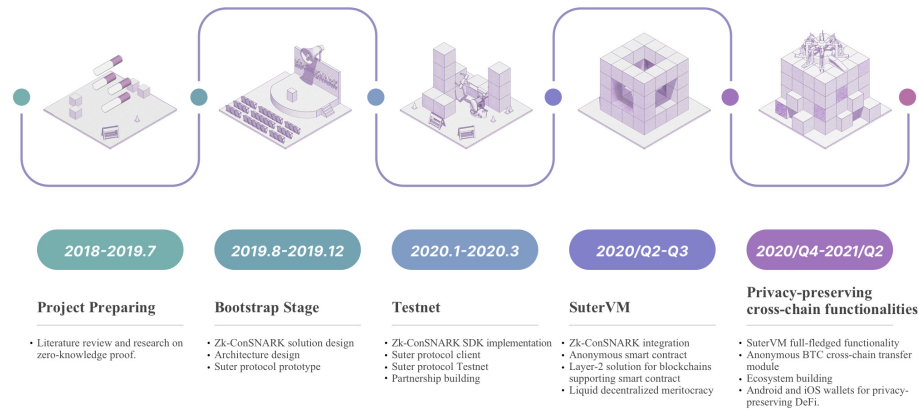 2018-2019.7
2019.8-2019.12
2020.1-2020.3
2020/Q2-Q3
2020/Q4-2021/Q2
Project Preparing
• Literature review and research on
zero-knowledge proof.
Bootstrap Stage
• Zk-ConSNARK solution design
• Architecture design
• Suter protocol prototype
Testnet
• Zk-ConSNARK SDK implementation
• Suter protocol client
• Suter protocol Testnet
• Partnership building
SuterVM
• Zk-ConSNARK integration
• Anonymous smart contract
• Layer-2 solution for blockchains
supporting smart contract
• Liquid decentralized meritocracy
Privacy-preserving
cross-chain functionalities
• SuterVM full-fledged functionality
• Anonymous BTC cross-chain transfer
module
• Ecosystem building
• Android and iOS wallets for privacy-
preserving DeFi.